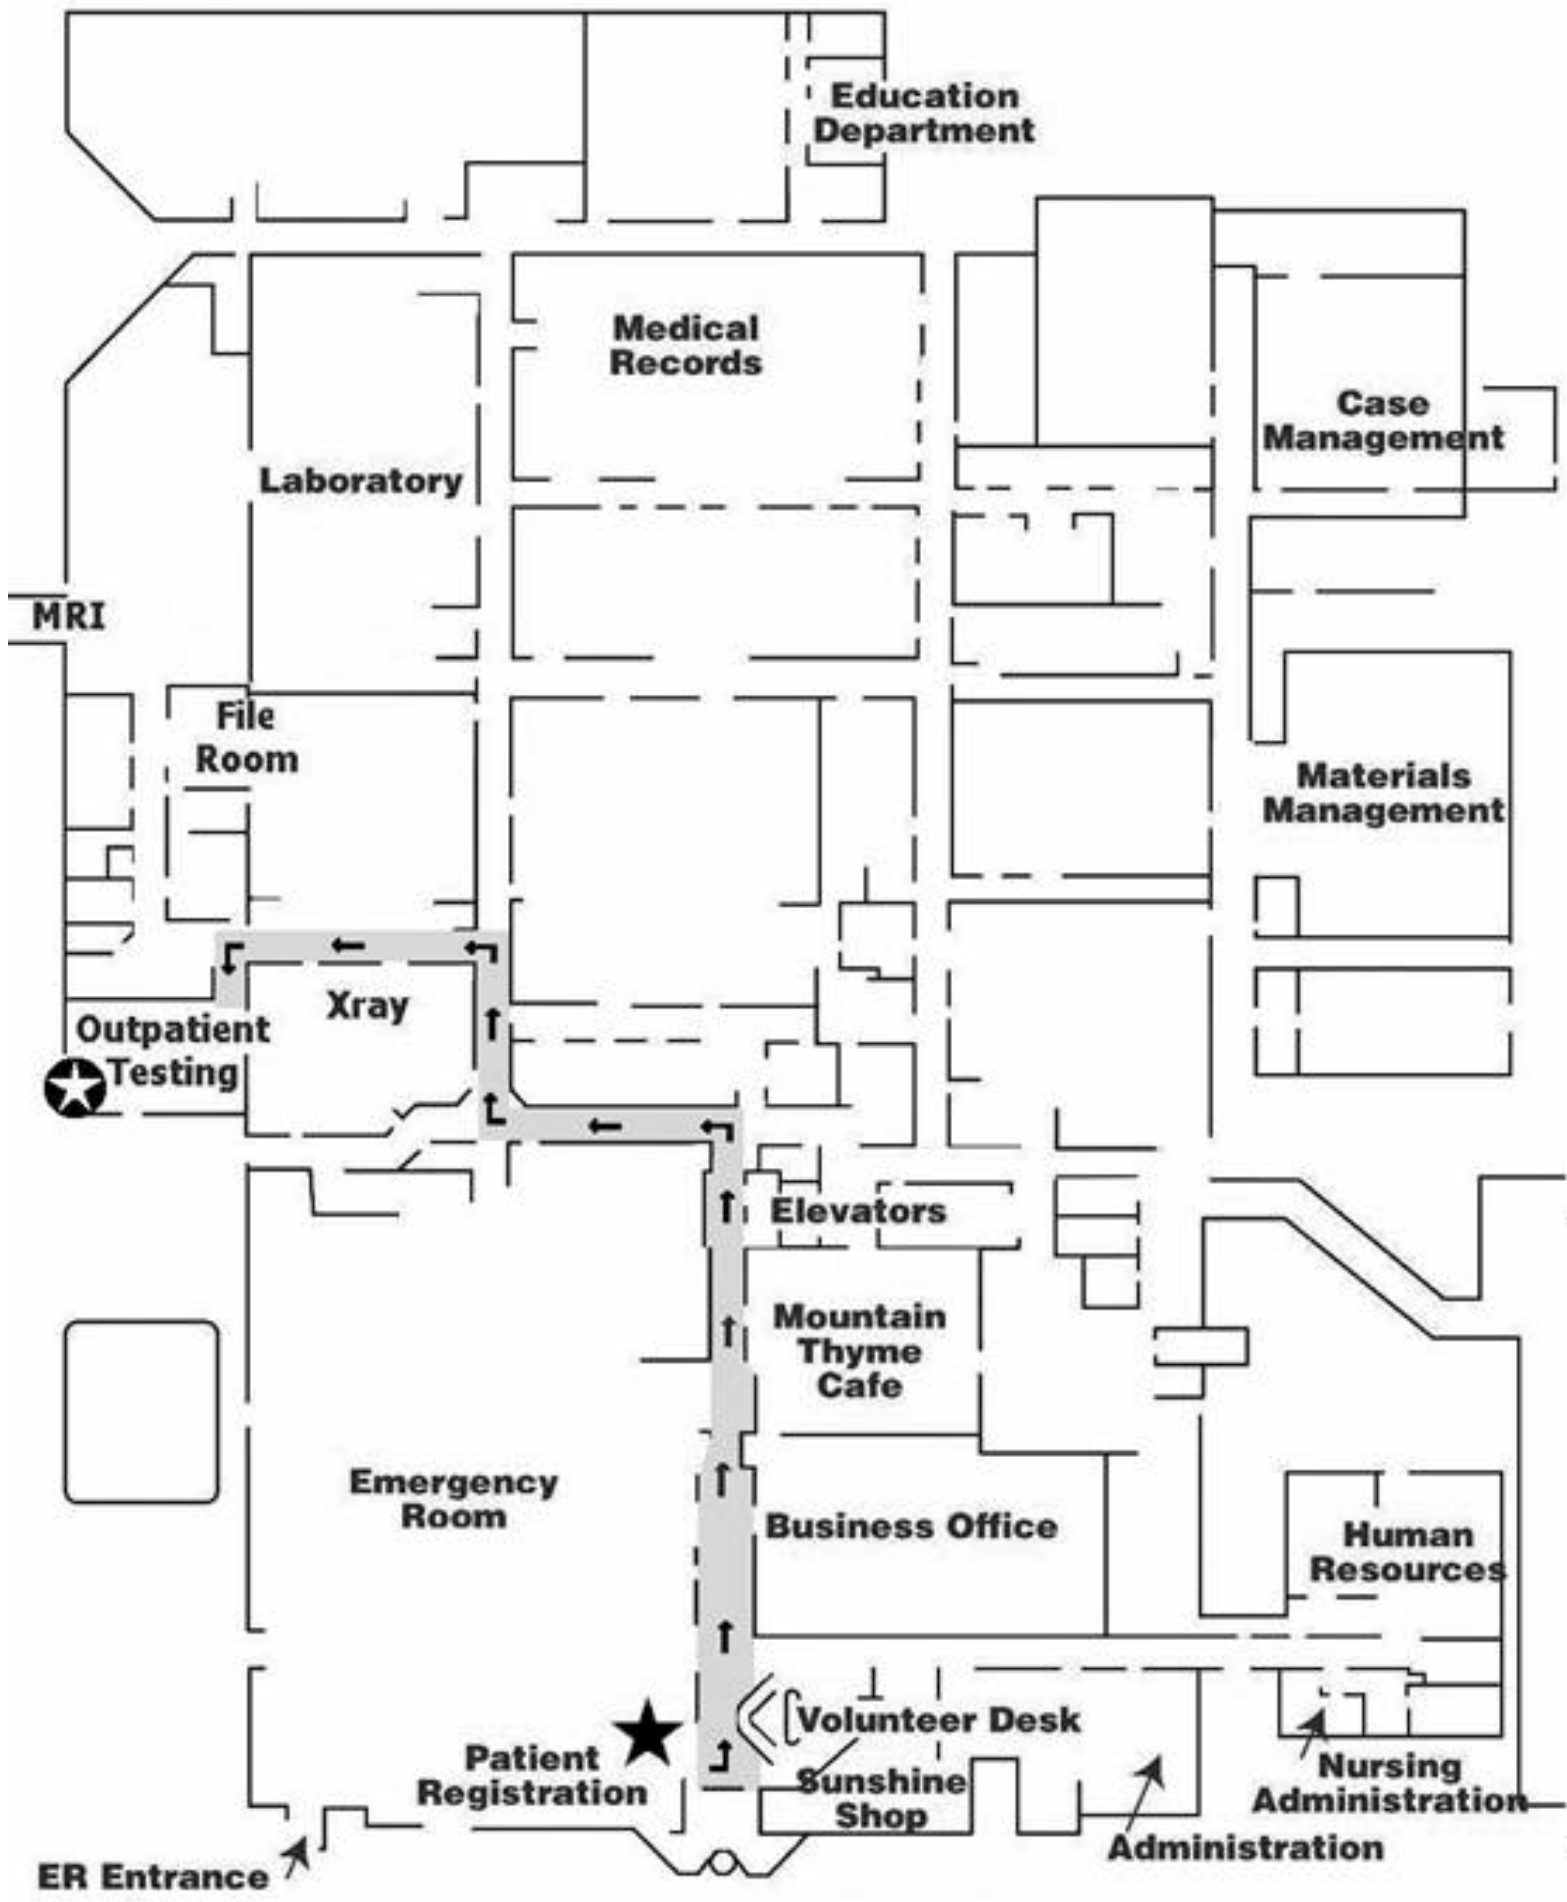 Education
Department
Medical
Records
Case
Management
Laboratory
MRI
File
Room
Materials
Management
Xray
Outpatient
Testing
Elevators
Mountain
Thyme
Cafe
Emergency
Room
Business Office
Human
Resources
Volunteer Desk
Patient
Registration
Sunshine
Shop
Nursing
Administration
Administration
ER Entrance